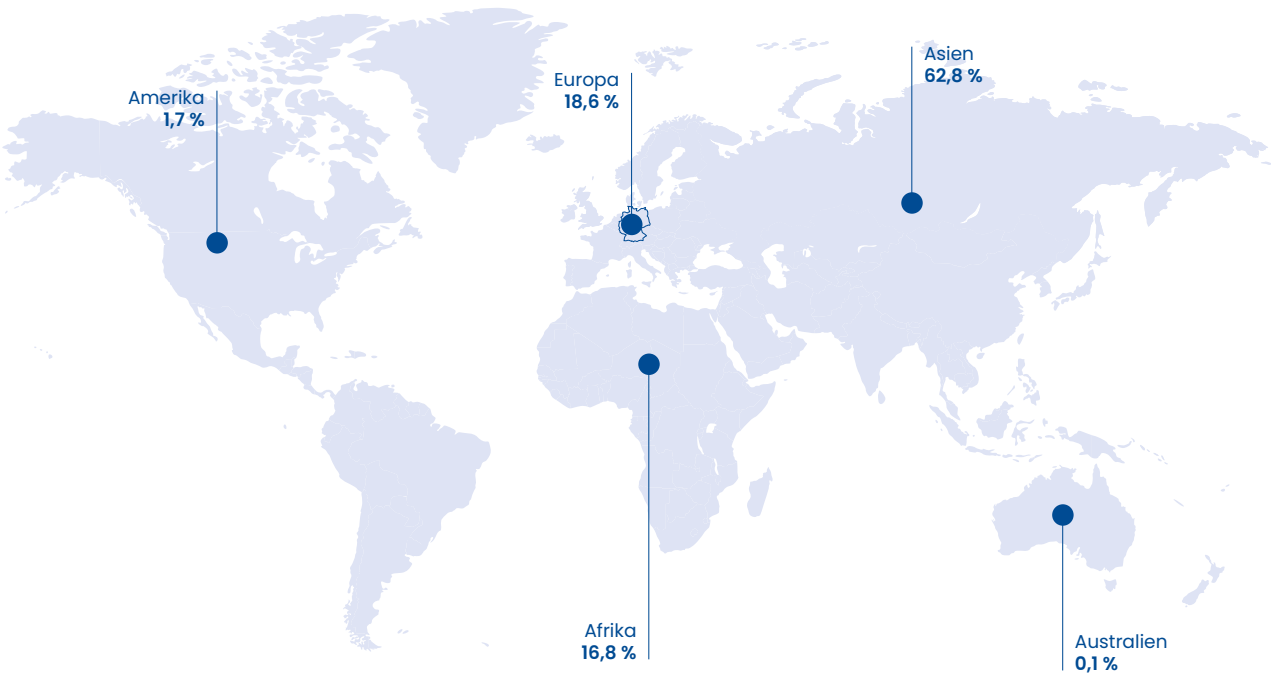 Asien
62,8 %
Europa
18,6 %
Amerika
1,7 %
Afrika
16,8 %
Australien
0,1 %